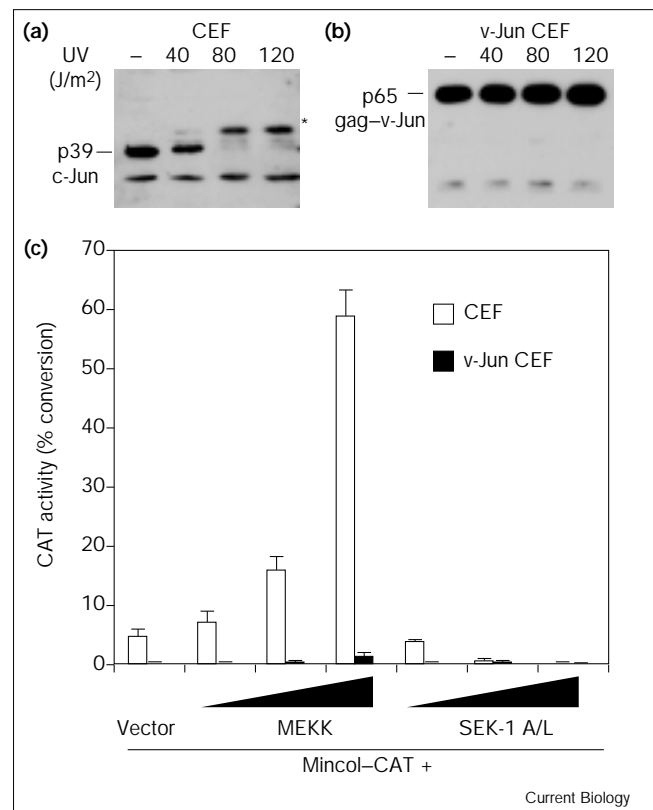 (a) CEF
UV – 40 80 120
(J/m²)
*
p39
c-Jun
(b) v-Jun CEF
– 40 80 120
p65
gag–v-Jun
(c)
CAT activity (% conversion)
70
60
50
40
30
20
10
0
CEF
v-Jun CEF
Vector MEKK SEK-1 A/L
Mincol–CAT +
Current Biology